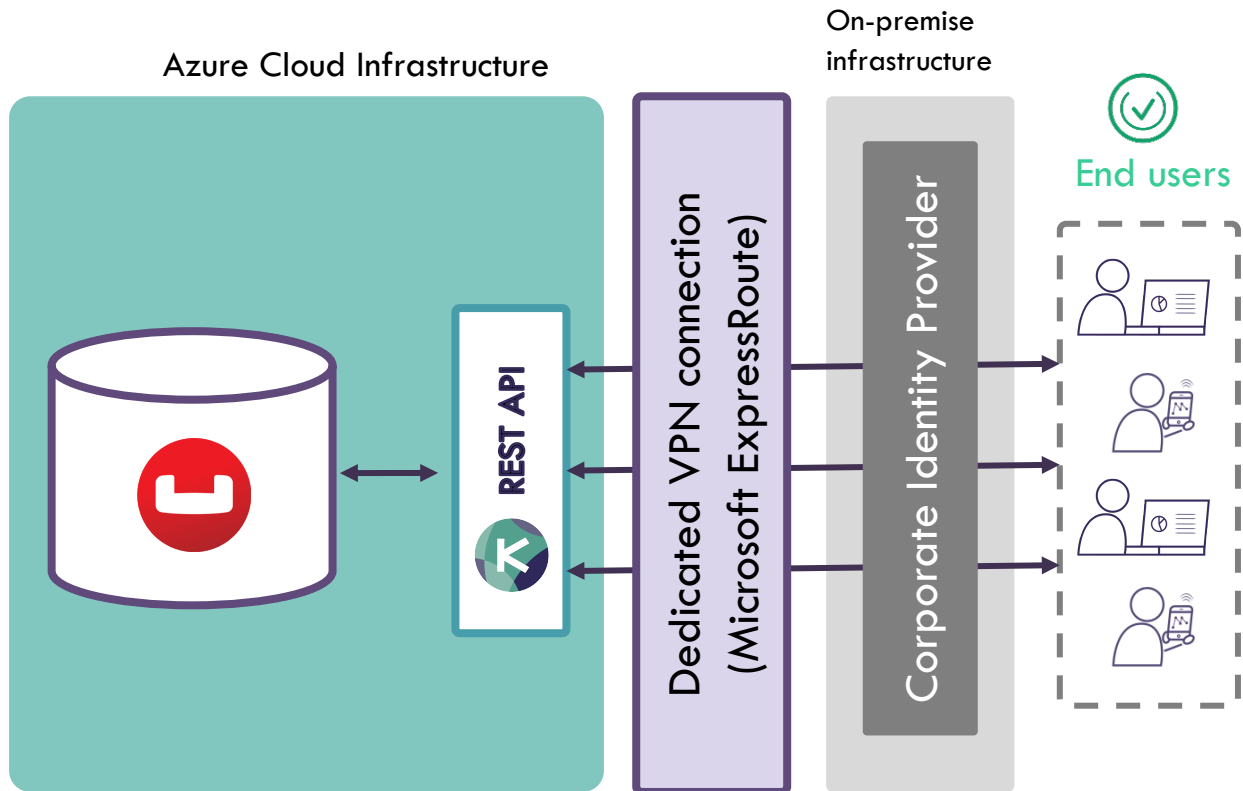 Azure Cloud Infrastructure
On-premise
infrastructure
End users
REST API
K
Dedicated VPN connection
(Microsoft ExpressRoute)
Corporate Identity Provider